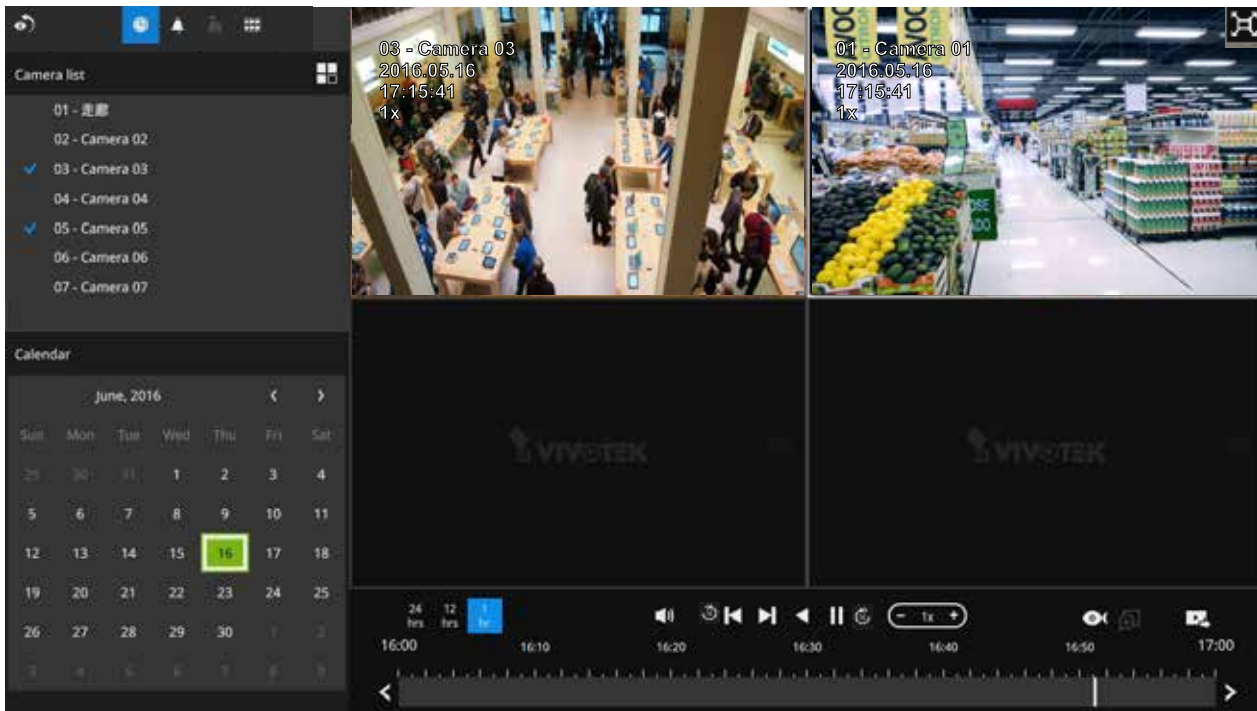 Camera list
01 - 走廊
02 - Camera 02
03 - Camera 03
04 - Camera 04
05 - Camera 05
06 - Camera 06
07 - Camera 07
Calendar
June, 2016
Sun Mon Tue Wed Thu Fri Sat
29 30 31 1 2 3 4
5 6 7 8 9 10 11
12 13 14 15 16 17 18
19 20 21 22 23 24 25
26 27 28 29 30 1 2
3 4 5 6 7 8 9
03 - Camera 03
2016.05.16
17:15:41
1x
01 - Camera 01
2016.05.16
17:15:41
1x
VIVOTEK
VIVOTEK
24 hrs
12 hrs
1 hr
1x
16:00 16:10 16:20 16:30 16:40 16:50 17:00